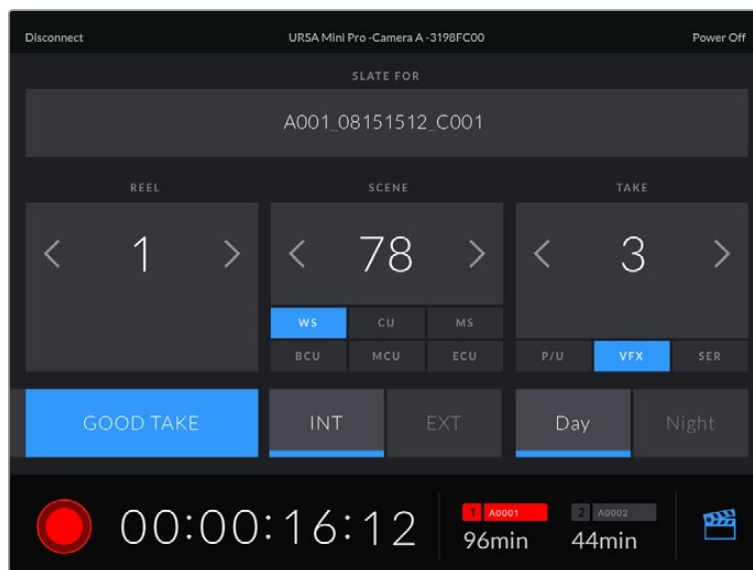 Disconnect URSA Mini Pro -Camera A -3198FC00 Power Off
SLATE FOR
A001_08151512_C001
REEL SCENE TAKE
1 78 3
WS CU MS
BCU MCU ECU P/U VFX SER
GOOD TAKE INT EXT Day Night
00:00:16:12
1 A0001 2 A0002
96min 44min